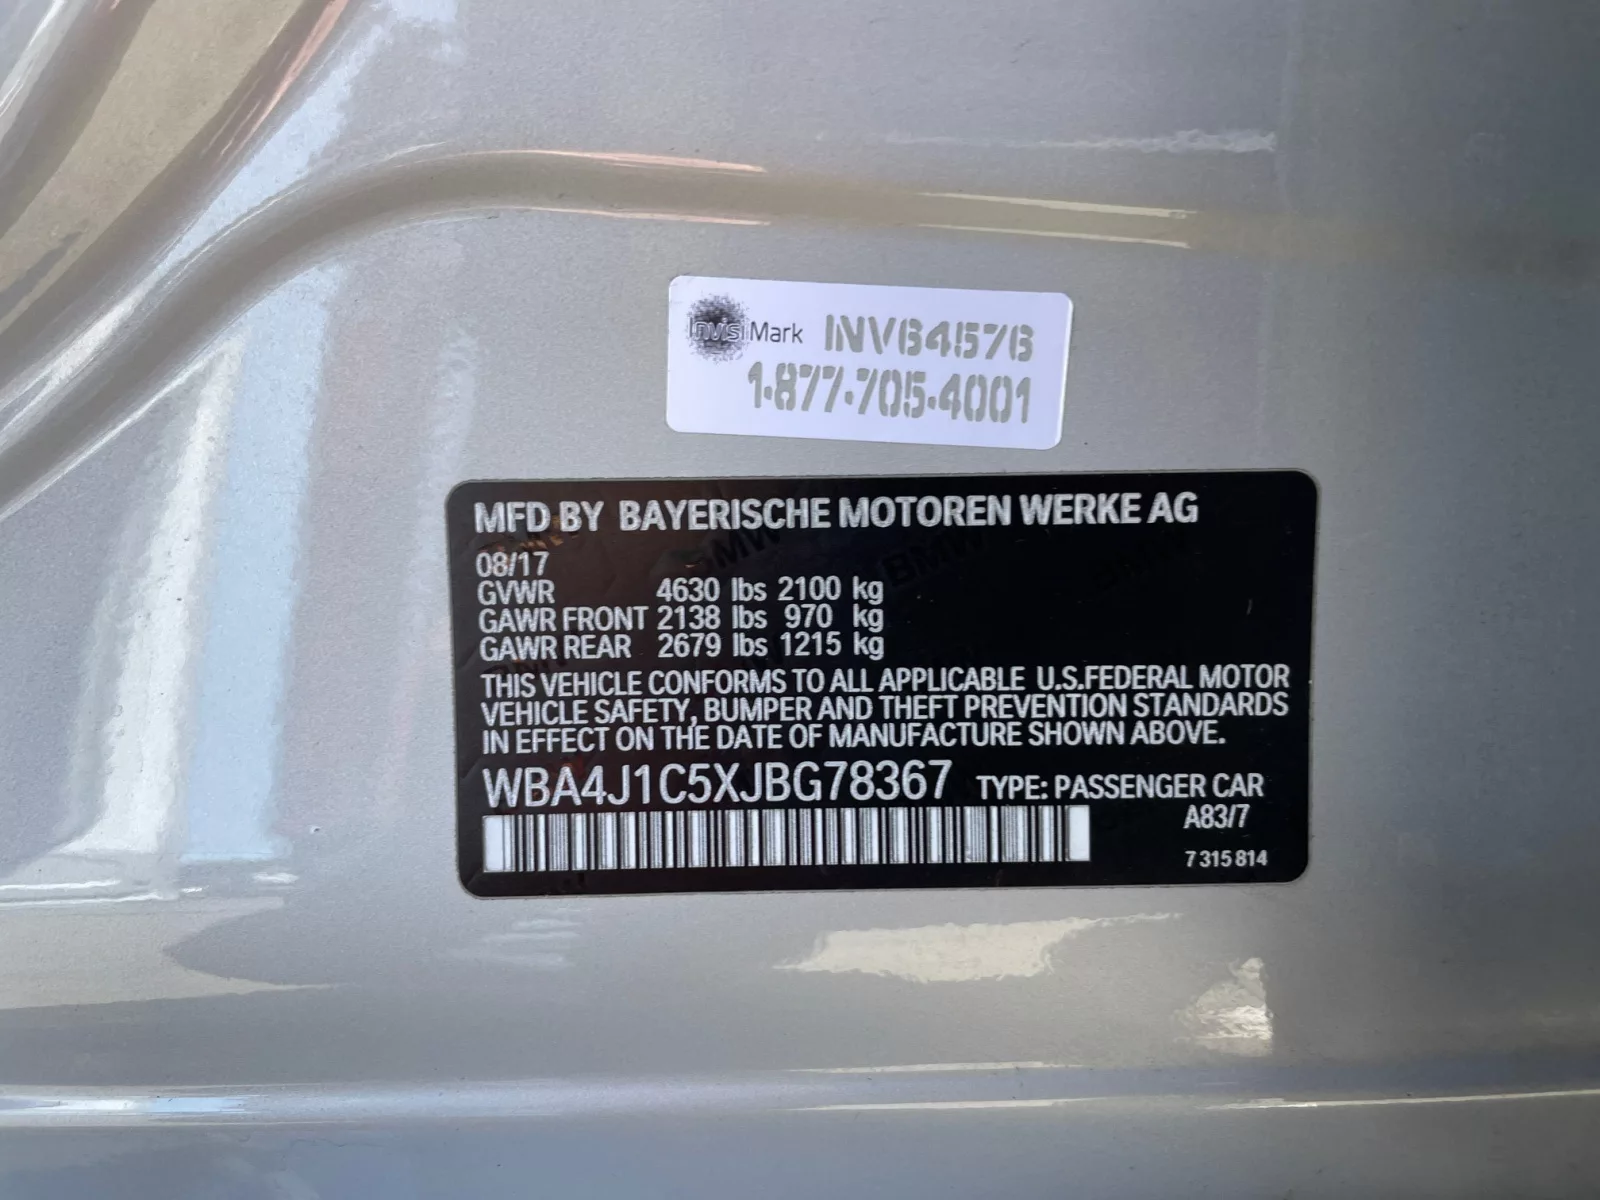 InvisiMark INV64576
1-877-705-4001
MFD BY BAYERISCHE MOTOREN WERKE AG
08/17
GVWR 4630 lbs 2100 kg
GAWR FRONT 2138 lbs 970 kg
GAWR REAR 2679 lbs 1215 kg
THIS VEHICLE CONFORMS TO ALL APPLICABLE U.S.FEDERAL MOTOR
VEHICLE SAFETY, BUMPER AND THEFT PREVENTION STANDARDS
IN EFFECT ON THE DATE OF MANUFACTURE SHOWN ABOVE.
WBA4J1C5XJBG78367 TYPE: PASSENGER CAR
A83/7
7 315 814